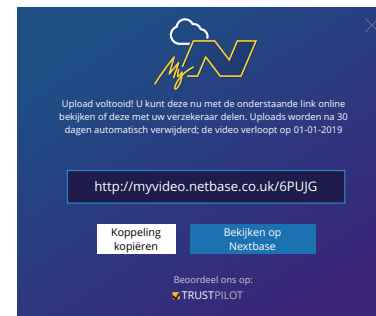 My N
Upload voltooid! U kunt deze nu met de onderstaande link online
bekijken of deze met uw verzekeraar delen. Uploads worden na 30
dagen automatisch verwijderd; de video verloopt op 01-01-2019
http://myvideo.netbase.co.uk/6PUJG
Koppeling
kopiëren
Bekijken op
Nextbase
Beoordeel ons op:
TRUSTPILOT